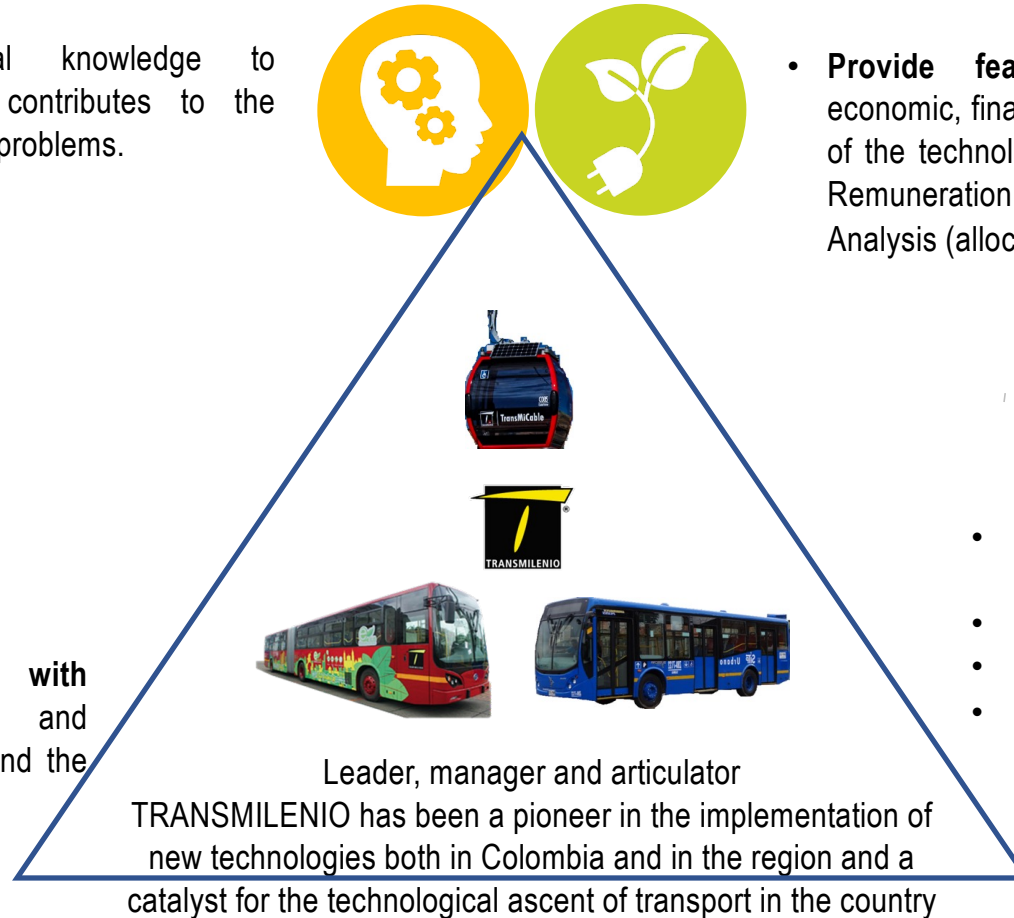 al knowledge to
contributes to the
problems.
• Provide fea
economic, fina
of the technol
Remuneration
Analysis (alloc
TransMiCable
TRANSMILENIO
®
•
•
•
•
with
and
nd the
Leader, manager and articulator
TRANSMILENIO has been a pioneer in the implementation of
new technologies both in Colombia and in the region and a
catalyst for the technological ascent of transport in the country